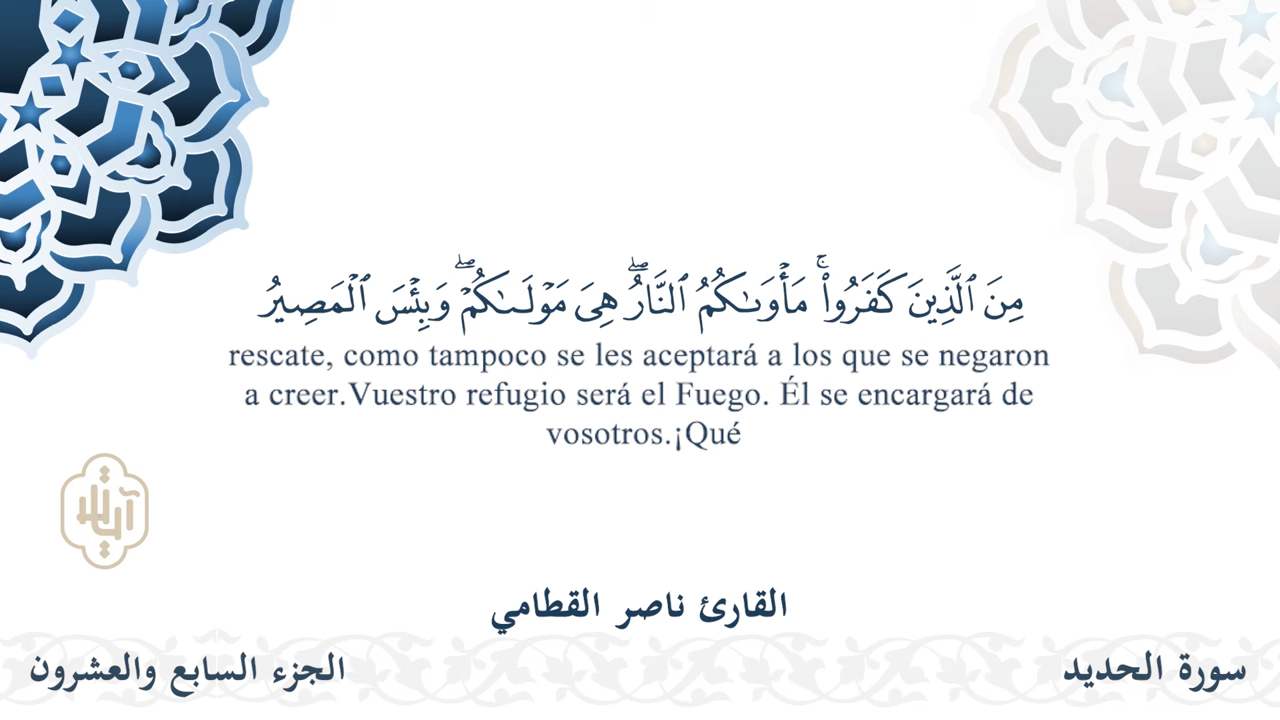 مِنَ ٱلَّذِينَ كَفَرُوا۟ ۚ مَأْوَىٰكُمُ ٱلنَّارُ ۖ هِىَ مَوْلَىٰكُمْ ۖ وَبِئْسَ ٱلْمَصِيرُ
rescate, como tampoco se les aceptará a los que se negaron
a creer.Vuestro refugio será el Fuego. Él se encargará de
vosotros.¡Qué
القارئ ناصر القطامي
سورة الحديد
الجزء السابع والعشرون